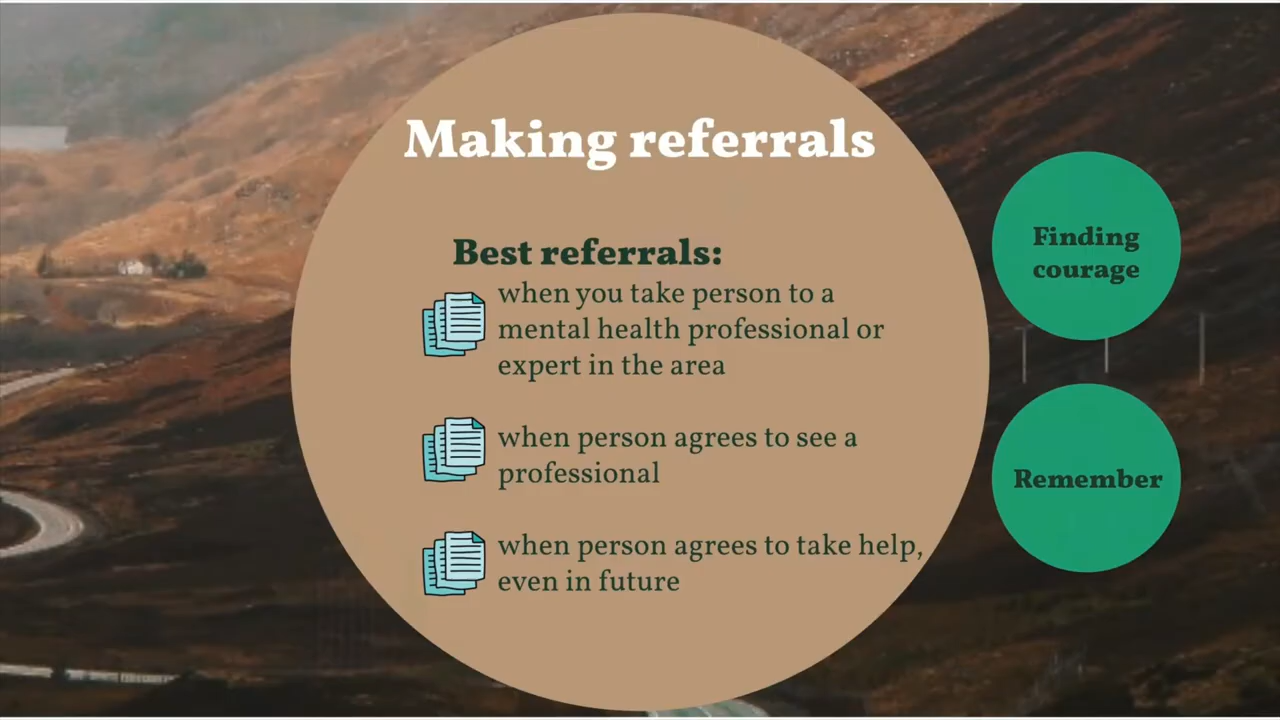 Making referrals
Best referrals:
when you take person to a
mental health professional or
expert in the area
when person agrees to see a
professional
when person agrees to take help,
even in future
Finding
courage
Remember